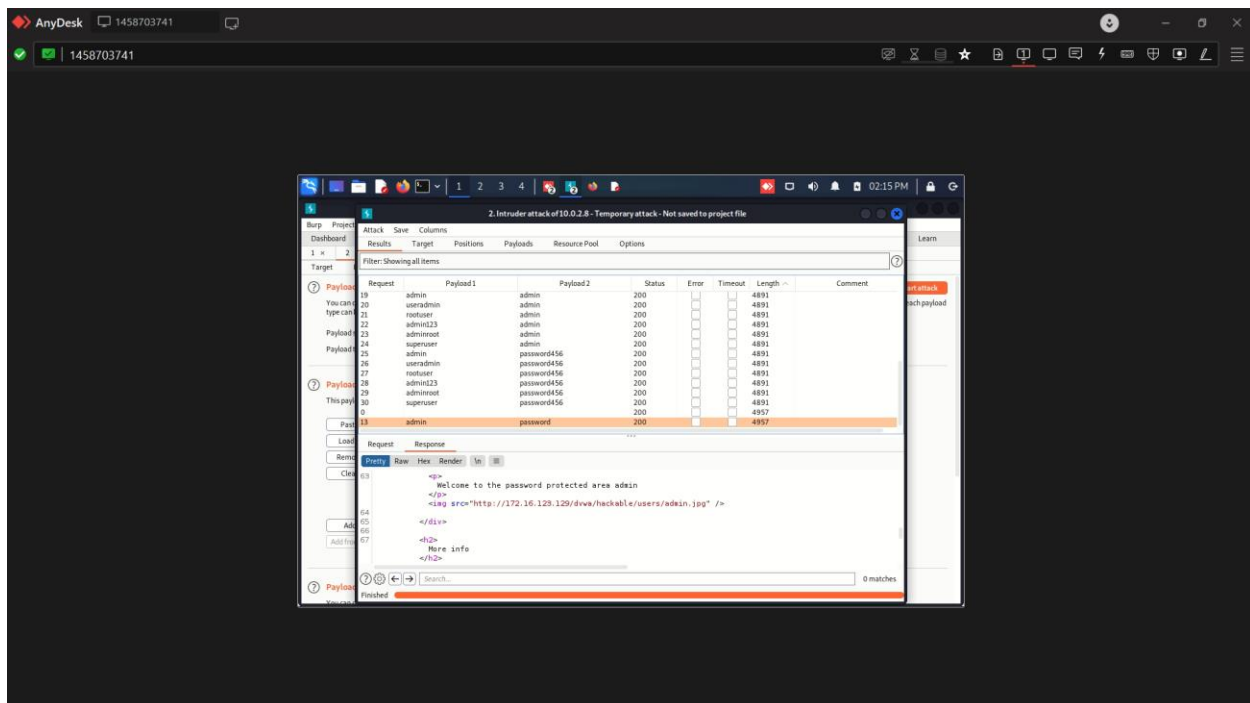 AnyDesk 1458703741
1458703741
1 2 3 4 02:15 PM
2. Intruder attack of 10.0.2.8 - Temporary attack - Not saved to project file
Burp Project
Attack Save Columns
Dashboard Learn
Results Target Positions Payloads Resource Pool Options
1 × 2
Filter: Showing all items
Target
Request Payload 1 Payload 2 Status Error Timeout Length Comment
19 admin admin 200 4891
20 useradmin admin 200 4891
21 rootuser admin 200 4891
22 admin123 admin 200 4891
23 adminroot admin 200 4891
24 superuser admin 200 4891
25 admin password456 200 4891
26 useradmin password456 200 4891
27 rootuser password456 200 4891
28 admin123 password456 200 4891
29 adminroot password456 200 4891
30 superuser password456 200 4891
0 200 4957
13 admin password 200 4957
Request Response
Pretty Raw Hex Render \n
63 <p>
Welcome to the password protected area admin
</p>
<img src="http://172.16.123.129/dvwa/hackable/users/admin.jpg" />
64
65 </div>
66
67 <h2>
More info
</h2>
Search... 0 matches
Finished